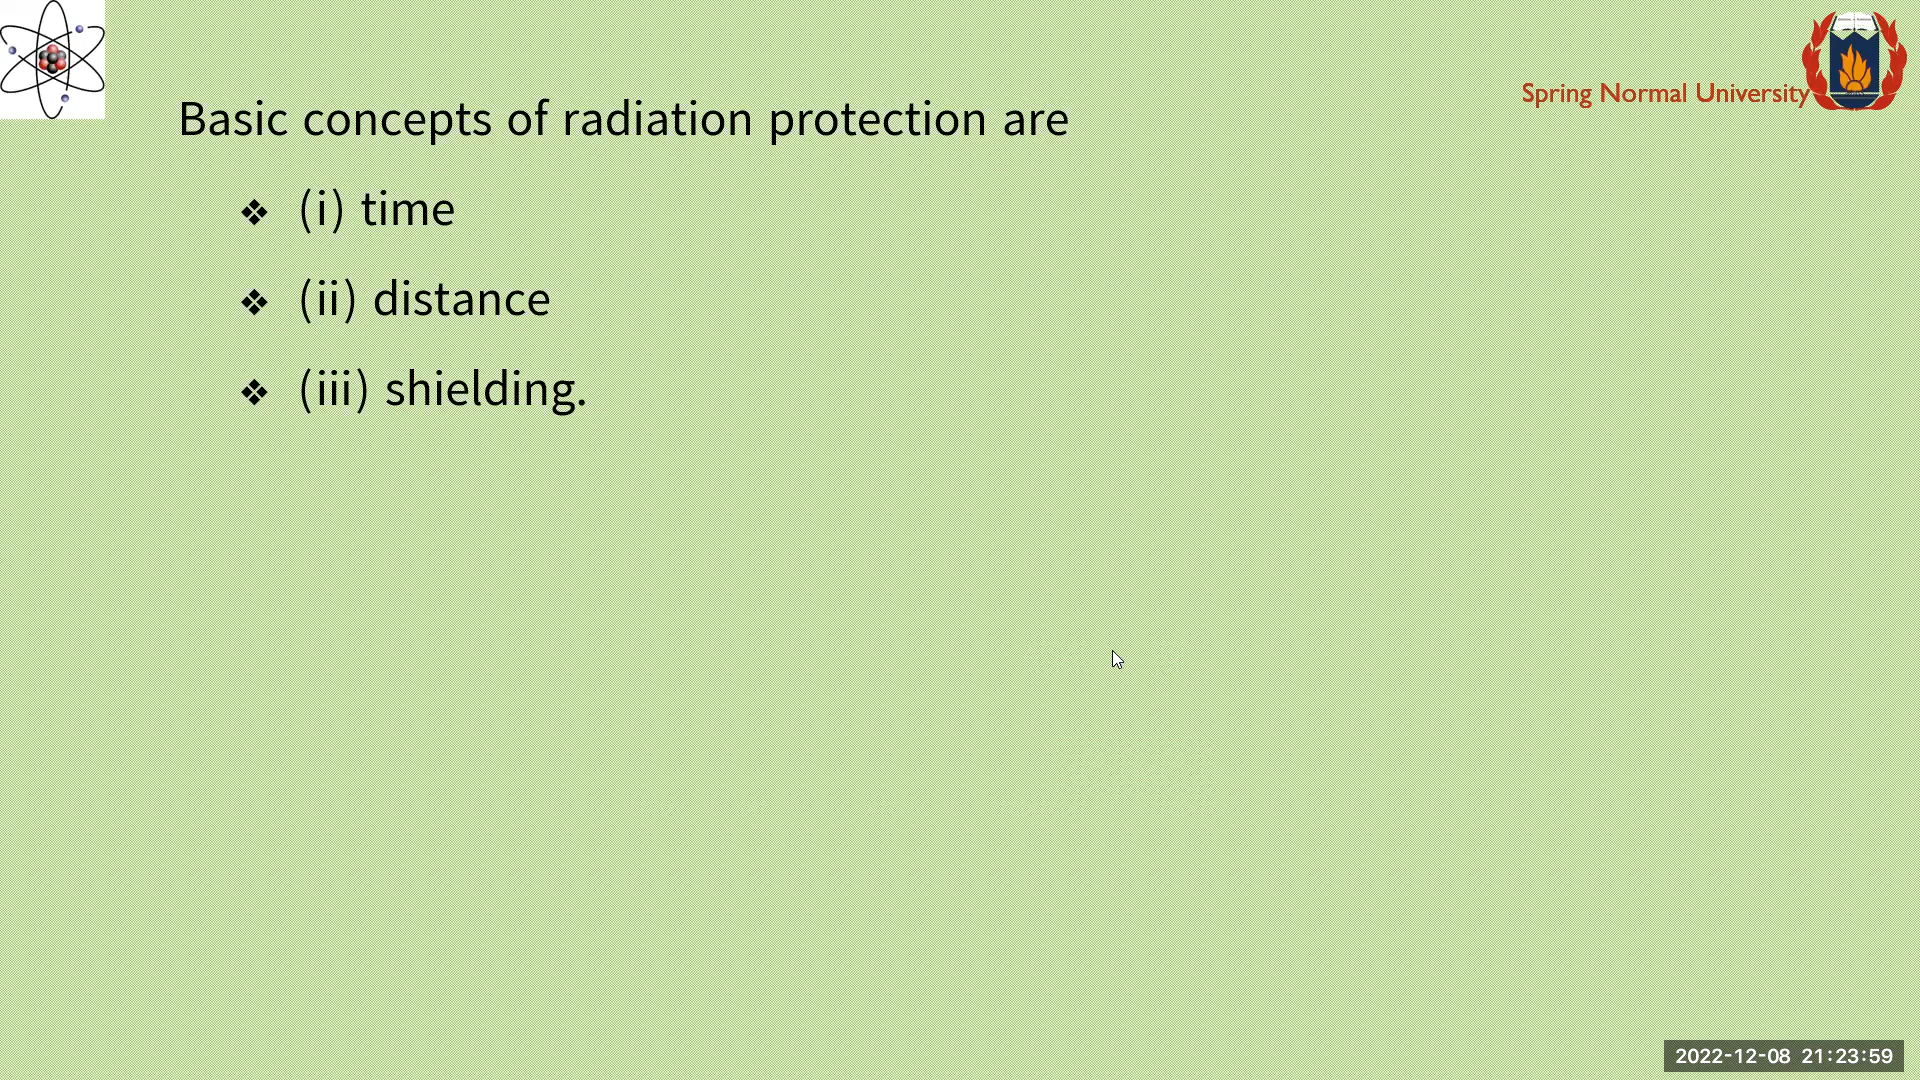 Spring Normal University
Basic concepts of radiation protection are
❖ (i) time
❖ (ii) distance
❖ (iii) shielding.
2022-12-08 21:23:59